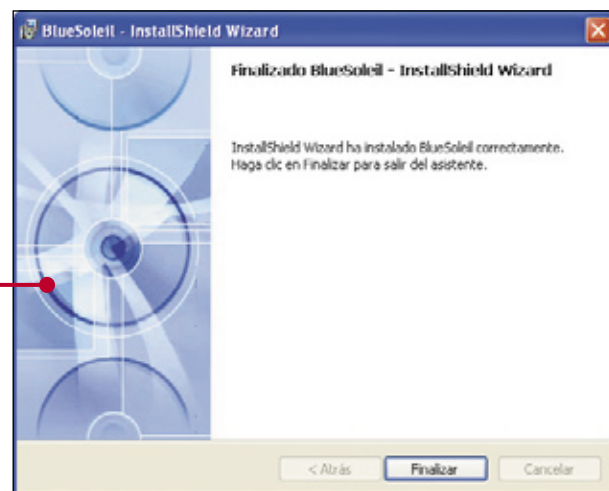 BlueSoleil - InstallShield Wizard
Finalizado BlueSoleil - InstallShield Wizard
InstallShield Wizard ha instalado BlueSoleil correctamente.
Haga clic en Finalizar para salir del asistente.
< Atrás
Finalizar
Cancelar